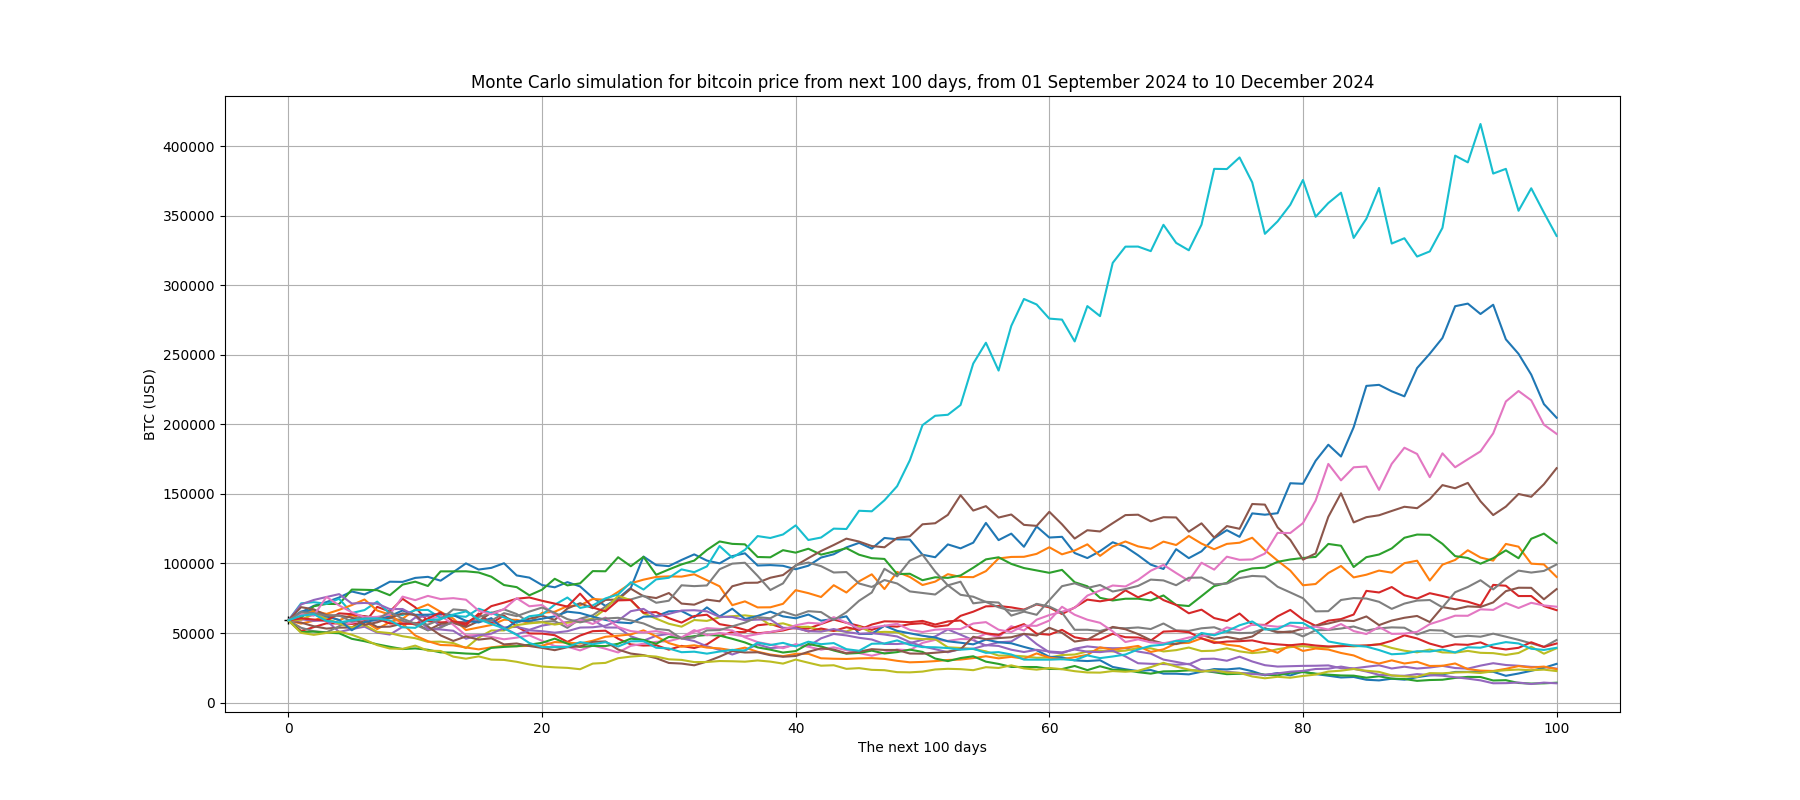 Monte Carlo simulation for bitcoin price from next 100 days, from 01 September 2024 to 10 December 2024
BTC (USD)
400000
350000
300000
250000
200000
150000
100000
50000
0
0 20 40 60 80 100
The next 100 days